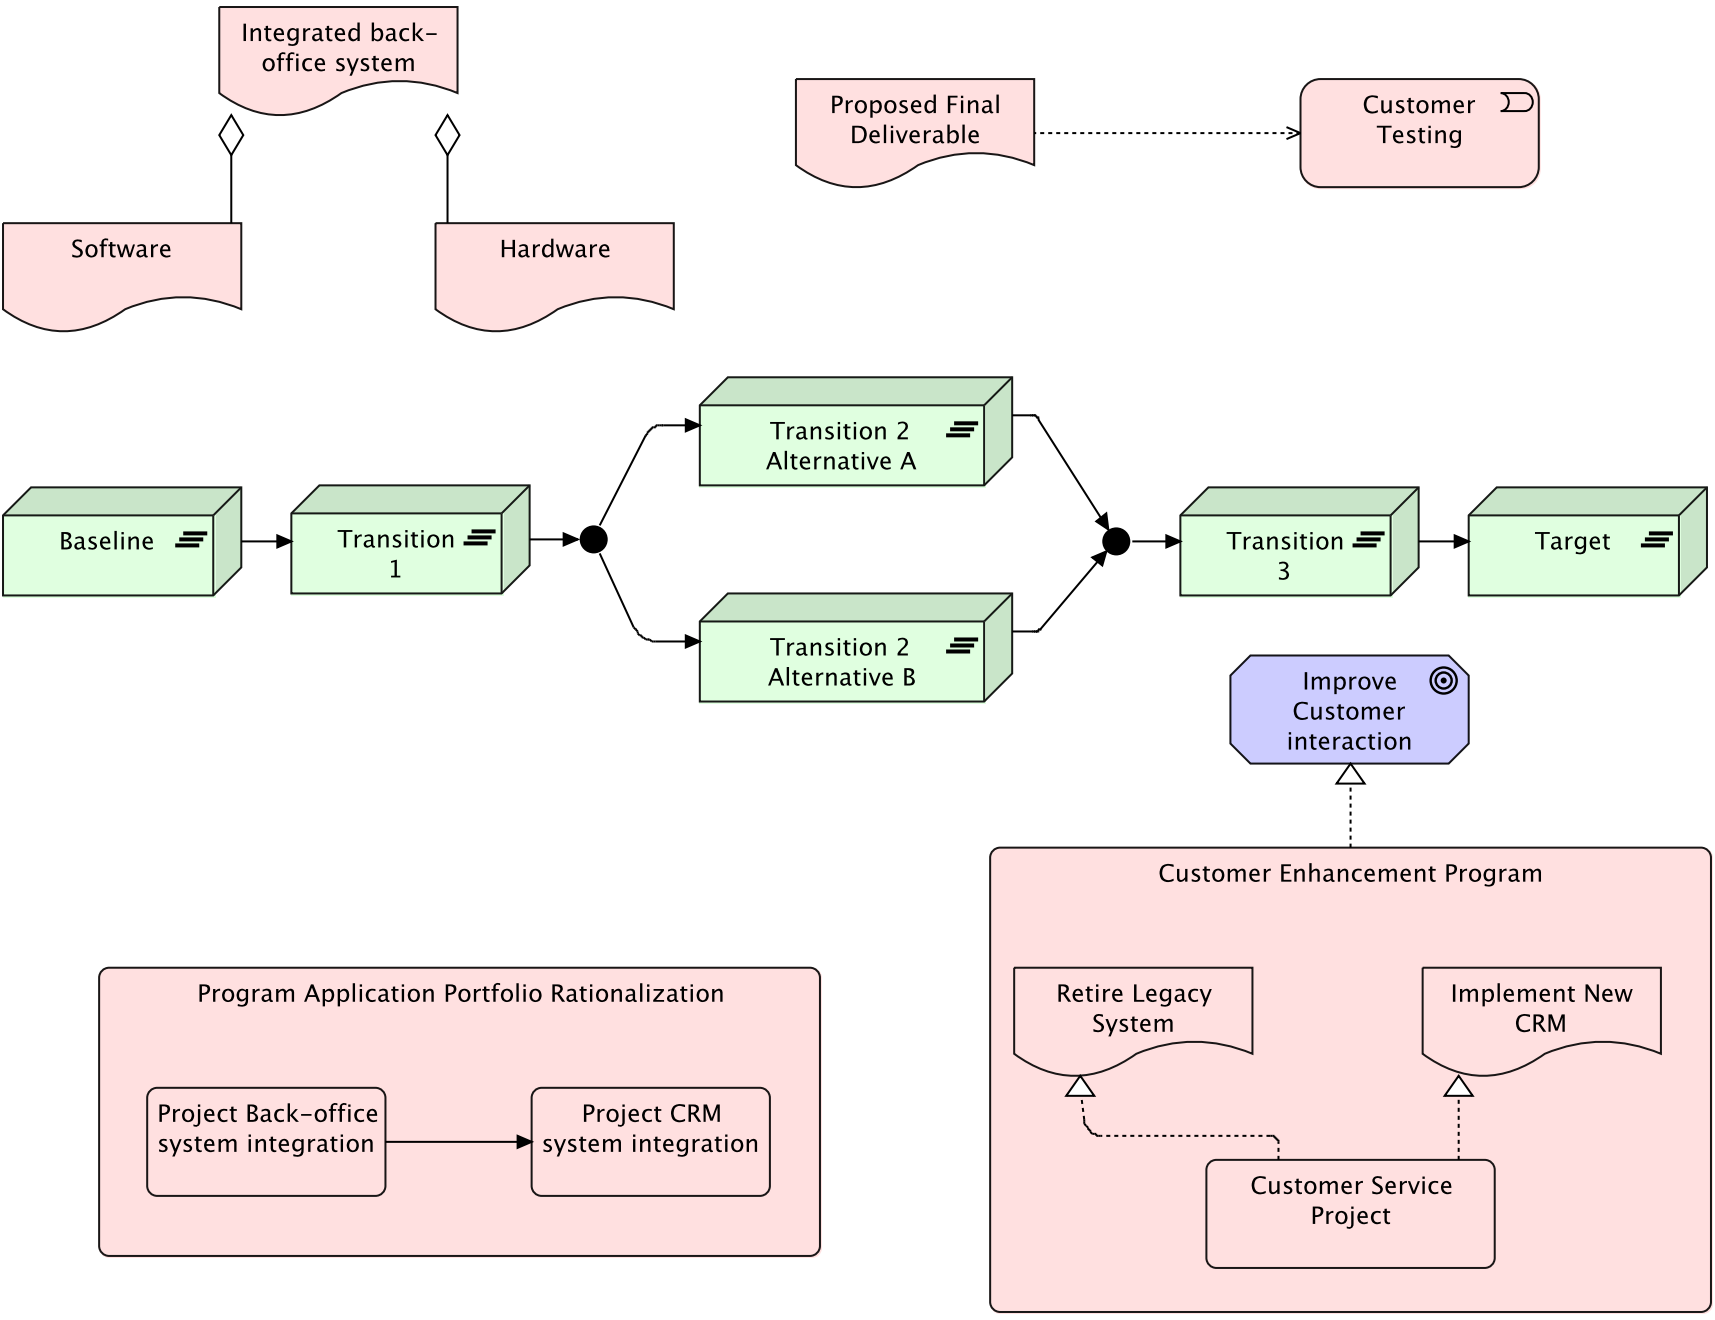 Integrated back-
office system
Proposed Final
Deliverable
Customer
Testing
Software
Hardware
Transition 2
Alternative A
Baseline
Transition
1
Transition
3
Target
Transition 2
Alternative B
Improve
Customer
interaction
Customer Enhancement Program
Program Application Portfolio Rationalization
Retire Legacy
System
Implement New
CRM
Project Back-office
system integration
Project CRM
system integration
Customer Service
Project